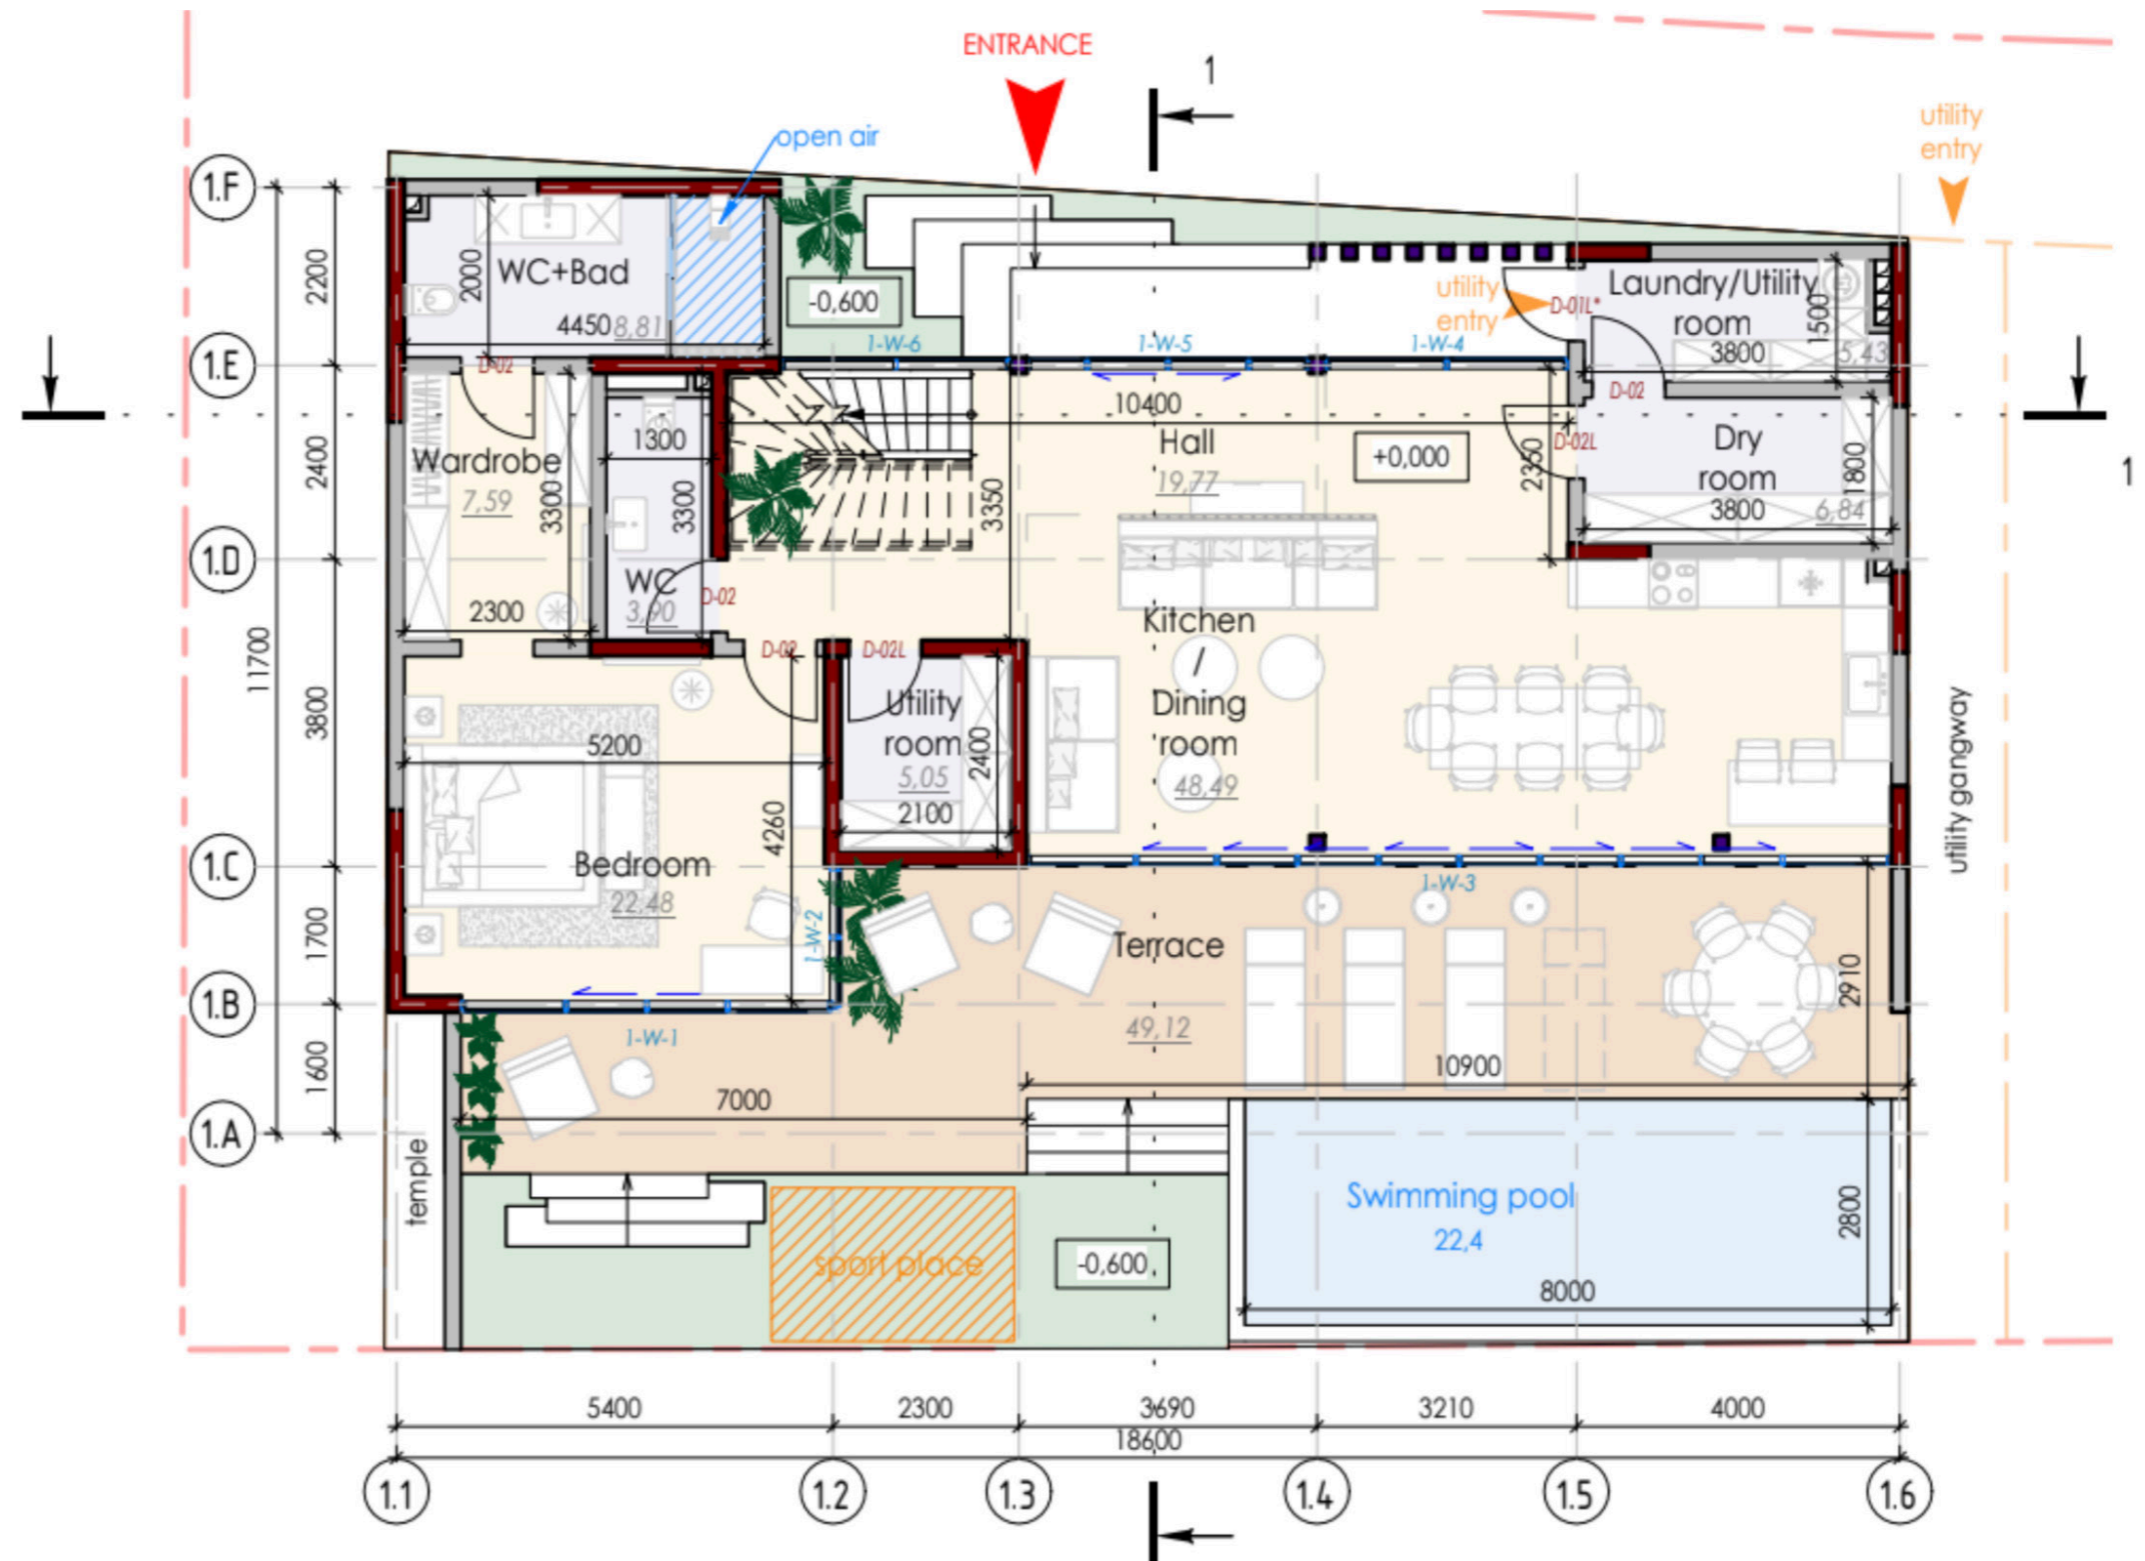 ENTRANCE
1
open air
utility
entry
1.F
2200
2000
WC+Bad
4450
8,81
-0,600
utility
entry
D-01L*
Laundry/Utility
room
1500
3800
5,43
1.E
D-02
1-W-6
1-W-5
1-W-4
10400
D-02
2400
Wardrobe
7,59
3300
1300
3300
Hall
19,77
+0,000
2350
D-02L
Dry
room
1800
3800
6,84
1
3350
1.D
2300
WC
3,90
D-02
11700
D-02
D-02L
Kitchen
/
Dining
room
48,49
3800
5200
4260
Utility
room
5,05
2400
2100
utility gangway
1.C
Bedroom
22,48
1-W-2
1-W-3
1700
Terrace
49,12
2910
1.B
1-W-1
1600
10900
7000
1.A
temple
Swimming pool
22,4
2800
sport place
-0,600
8000
5400
2300
3690
3210
4000
18600
1.1
1.2
1.3
1.4
1.5
1.6